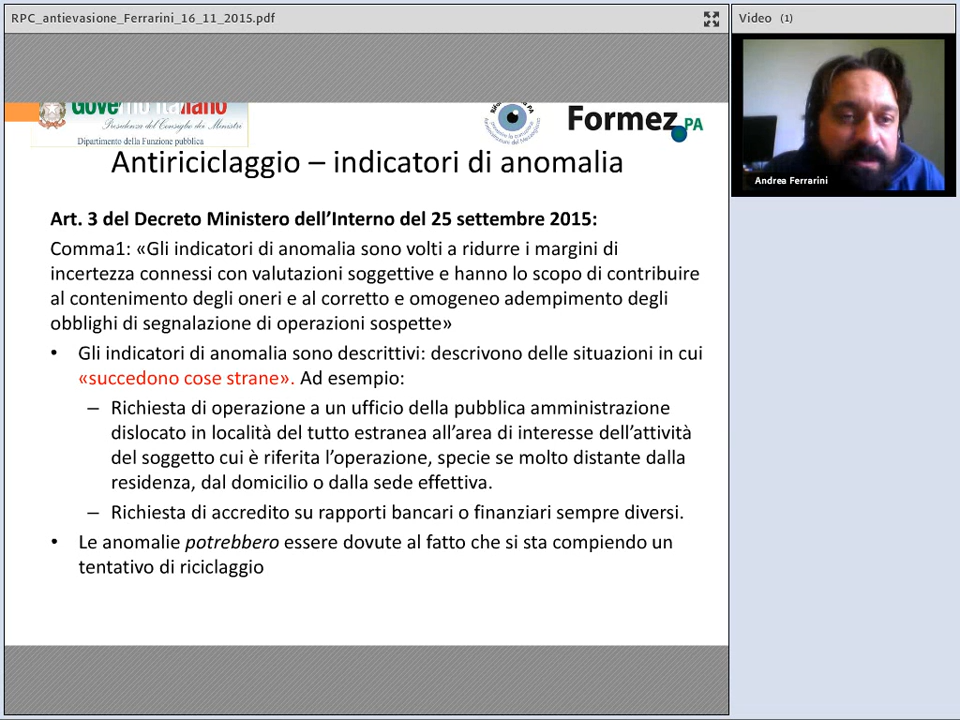 RPC_antievasione_Ferrarini_16_11_2015.pdf
Video (1)
Governo Italiano
Presidenza del Consiglio dei Ministri
Dipartimento della Funzione pubblica
Formez PA
Andrea Ferrarini
Antiriciclaggio – indicatori di anomalia
Art. 3 del Decreto Ministero dell’Interno del 25 settembre 2015:
Comma1: «Gli indicatori di anomalia sono volti a ridurre i margini di
incertezza connessi con valutazioni soggettive e hanno lo scopo di contribuire
al contenimento degli oneri e al corretto e omogeneo adempimento degli
obblighi di segnalazione di operazioni sospette»
• Gli indicatori di anomalia sono descrittivi: descrivono delle situazioni in cui
«succedono cose strane». Ad esempio:
– Richiesta di operazione a un ufficio della pubblica amministrazione
dislocato in località del tutto estranea all’area di interesse dell’attività
del soggetto cui è riferita l’operazione, specie se molto distante dalla
residenza, dal domicilio o dalla sede effettiva.
– Richiesta di accredito su rapporti bancari o finanziari sempre diversi.
• Le anomalie potrebbero essere dovute al fatto che si sta compiendo un
tentativo di riciclaggio